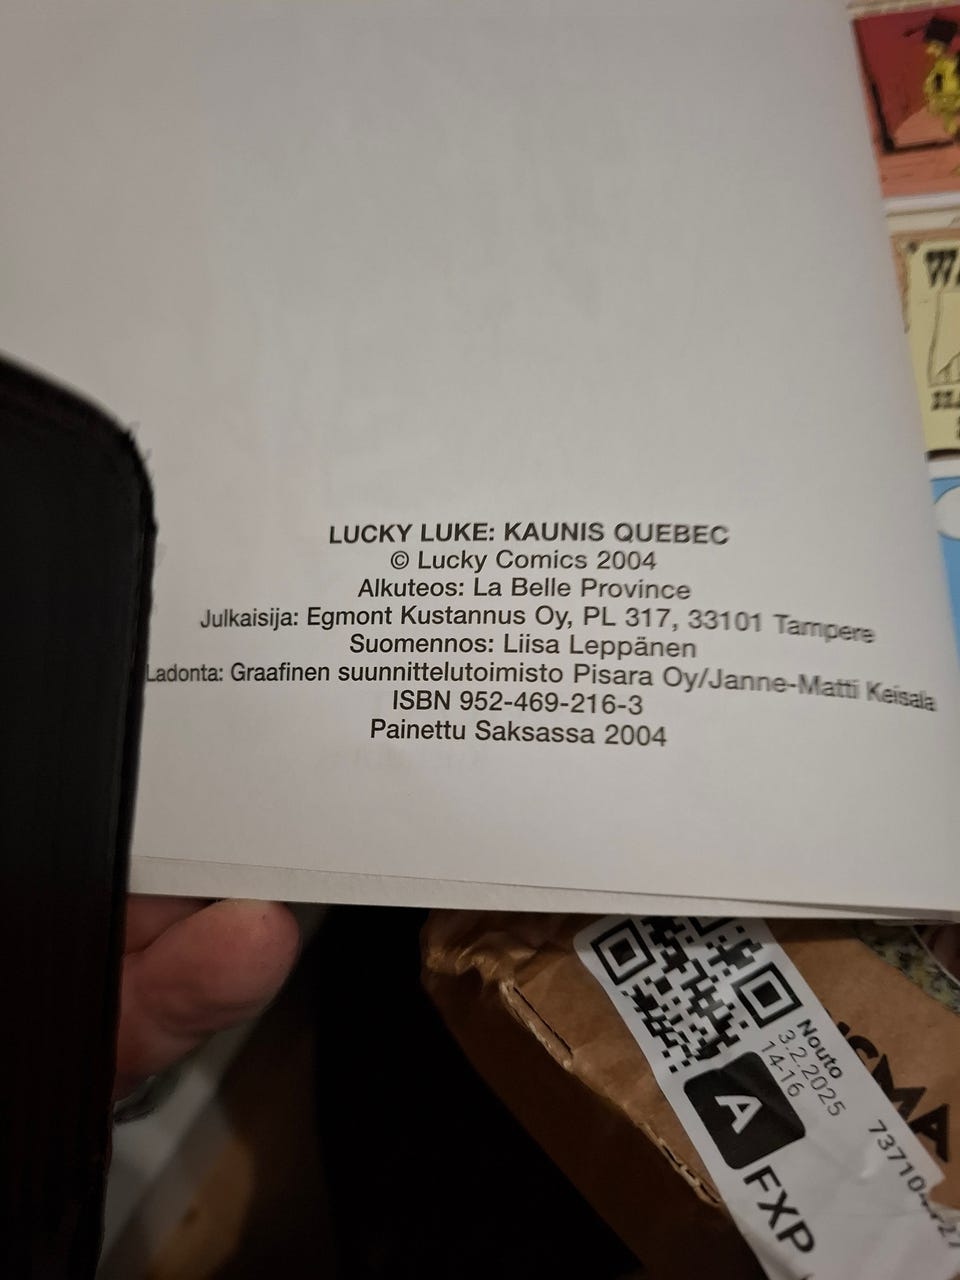 LUCKY LUKE: KAUNIS QUEBEC
© Lucky Comics 2004
Alkuteos: La Belle Province
Julkaisija: Egmont Kustannus Oy, PL 317, 33101 Tampere
Suomennos: Liisa Leppänen
Ladonta: Graafinen suunnittelutoimisto Pisara Oy/Janne-Matti Keisala
ISBN 952-469-216-3
Painettu Saksassa 2004
Nouto
3.2.2025
14-16
A
FXP